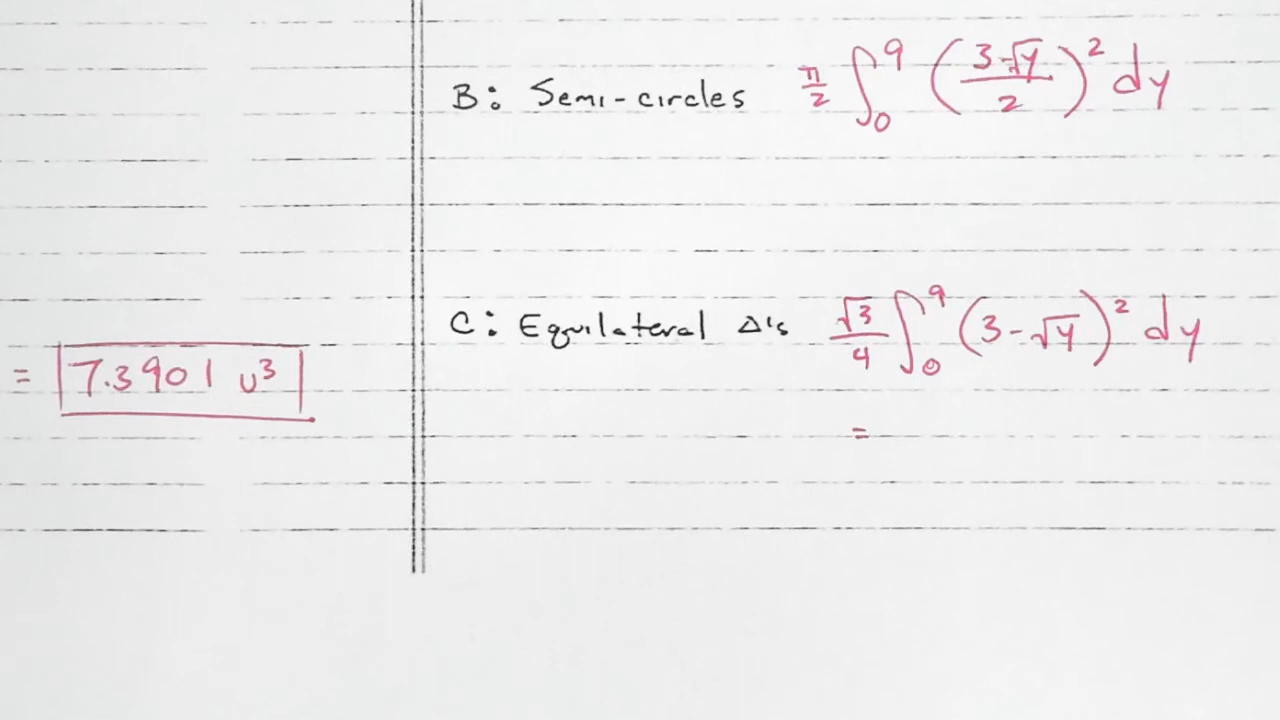 B: Semi-circles π/2 ∫₀⁹ ((3-√y)/2)² dy
C: Equilateral Δ's √3/4 ∫₀⁹ (3-√y)² dy
= 7.3901 u³
=